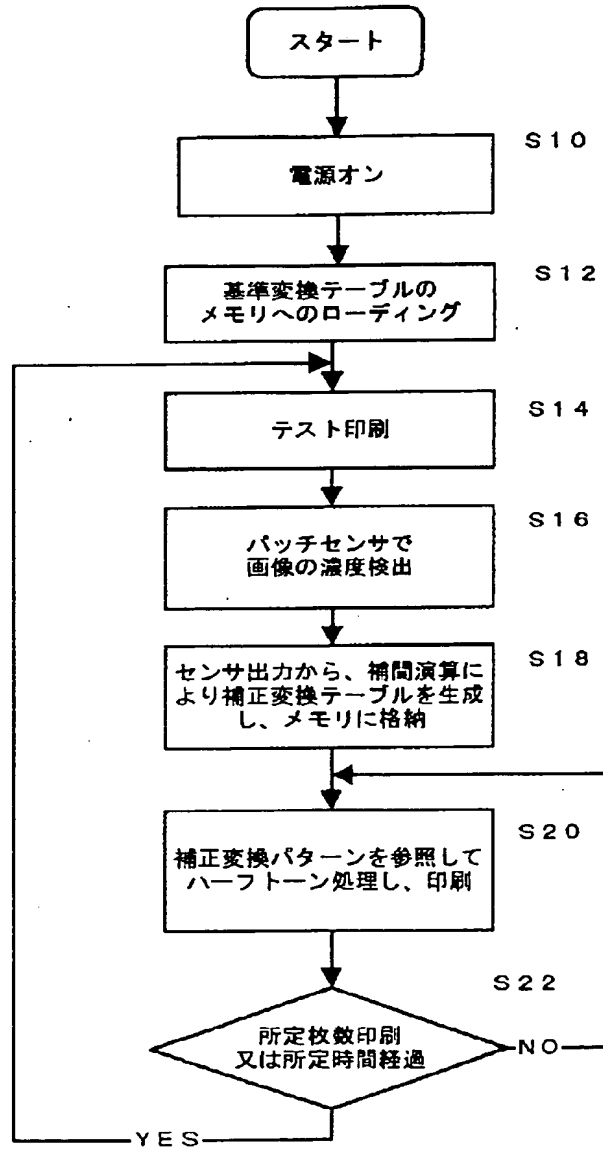 スタート
S10
電源オン
S12
基準変換テーブルの
メモリへのローディング
S14
テスト印刷
S16
パッチセンサで
画像の濃度検出
S18
センサ出力から、補間演算に
より補正変換テーブルを生成
し、メモリに格納
S20
補正変換パターンを参照して
ハーフトーン処理し、印刷
S22
所定枚数印刷
又は所定時間経過
NO
YES